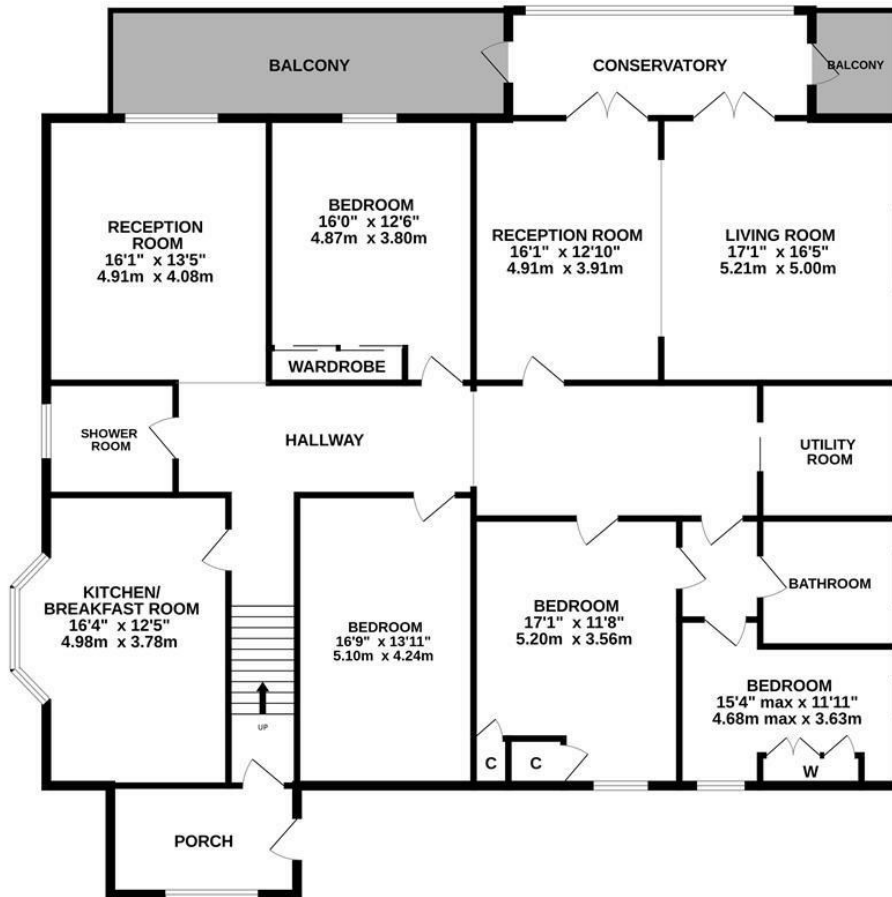 BALCONY
CONSERVATORY
BALCONY
RECEPTION
ROOM
16'1" x 13'5"
4.91m x 4.08m
BEDROOM
16'0" x 12'6"
4.87m x 3.80m
WARDROBE
RECEPTION ROOM
16'1" x 12'10"
4.91m x 3.91m
LIVING ROOM
17'1" x 16'5"
5.21m x 5.00m
SHOWER
ROOM
HALLWAY
UTILITY
ROOM
KITCHEN/
BREAKFAST ROOM
16'4" x 12'5"
4.98m x 3.78m
UP
BEDROOM
16'9" x 13'11"
5.10m x 4.24m
BEDROOM
17'1" x 11'8"
5.20m x 3.56m
C
C
BATHROOM
BEDROOM
15'4" max x 11'11"
4.68m max x 3.63m
W
PORCH